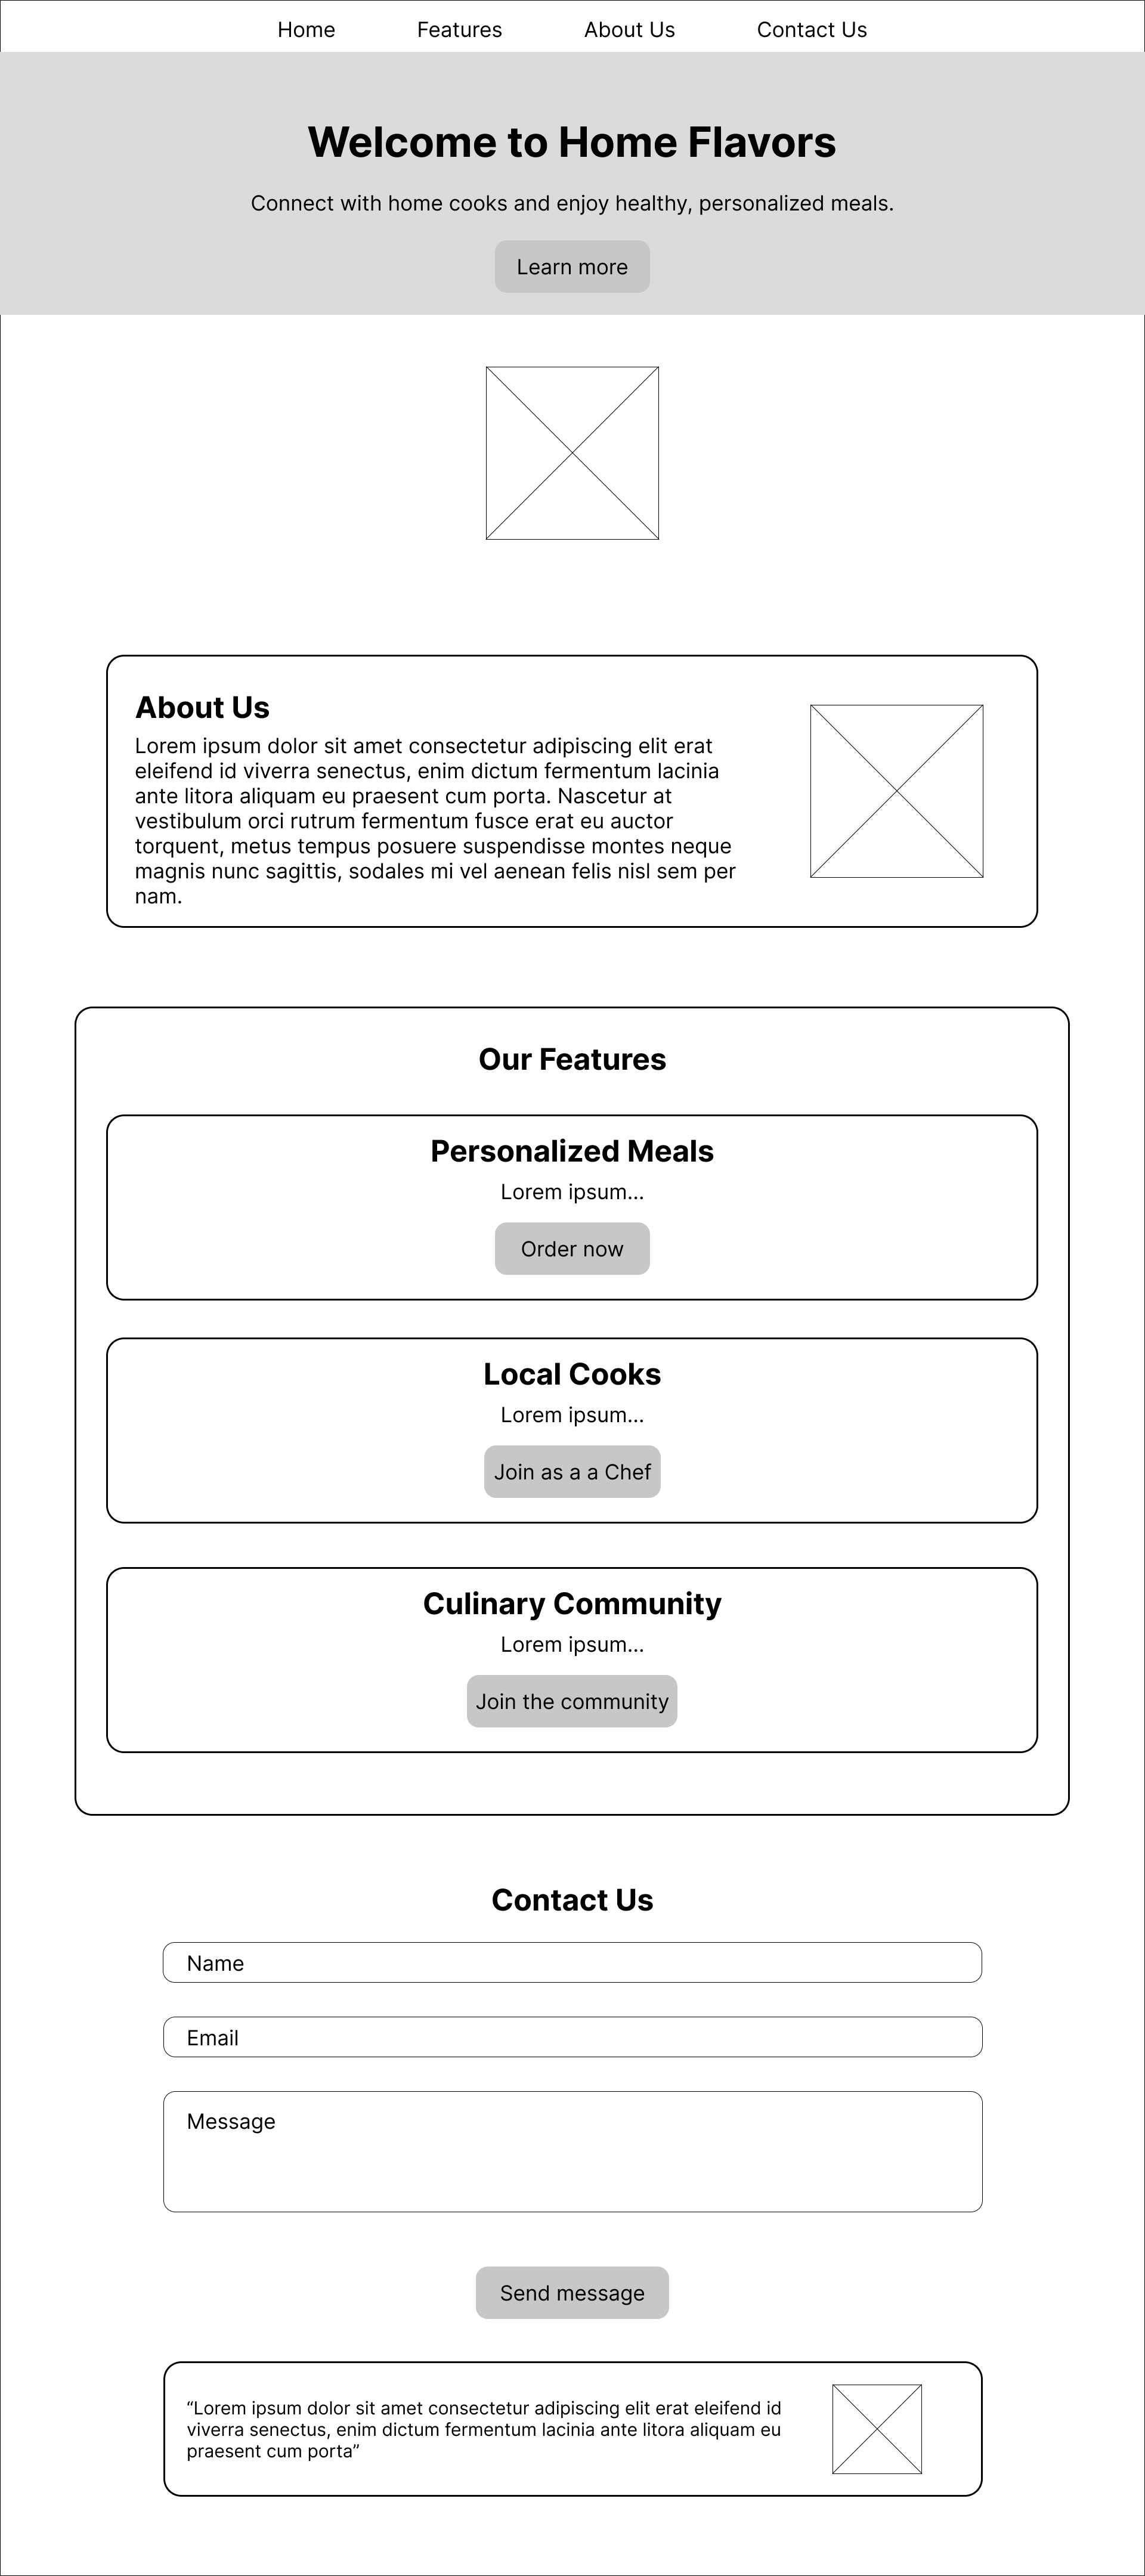 Home Features About Us Contact Us
Welcome to Home Flavors
Connect with home cooks and enjoy healthy, personalized meals.
Learn more
About Us
Lorem ipsum dolor sit amet consectetur adipiscing elit erat
eleifend id viverra senectus, enim dictum fermentum lacinia
ante litora aliquam eu praesent cum porta. Nascetur at
vestibulum orci rutrum fermentum fusce erat eu auctor
torquent, metus tempus posuere suspendisse montes neque
magnis nunc sagittis, sodales mi vel aenean felis nisl sem per
nam.
Our Features
Personalized Meals
Lorem ipsum...
Order now
Local Cooks
Lorem ipsum...
Join as a a Chef
Culinary Community
Lorem ipsum...
Join the community
Contact Us
Name
Email
Message
Send message
“Lorem ipsum dolor sit amet consectetur adipiscing elit erat eleifend id
viverra senectus, enim dictum fermentum lacinia ante litora aliquam eu
praesent cum porta”